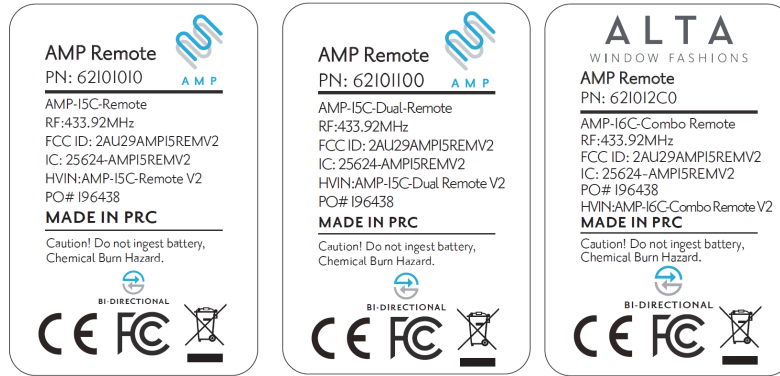 AMP Remote
PN: 62101010
AMP
AMP-15C-Remote
RF:433.92MHz
FCC ID: 2AU29AMP15REMV2
IC: 25624-AMP15REMV2
HVIN:AMP-15C-Remote V2
PO# 196438
MADE IN PRC
Caution! Do not ingest battery,
Chemical Burn Hazard.
BI-DIRECTIONAL
CE FC
AMP Remote
PN: 62101100
AMP
AMP-15C-Dual-Remote
RF:433.92MHz
FCC ID: 2AU29AMP15REMV2
IC: 25624-AMP15REMV2
HVIN:AMP-15C-Dual Remote V2
PO# 196438
MADE IN PRC
Caution! Do not ingest battery,
Chemical Burn Hazard.
BI-DIRECTIONAL
CE FC
ALTA
WINDOW FASHIONS
AMP Remote
PN: 621012C0
AMP-16C-Combo Remote
RF:433.92MHz
FCC ID: 2AU29AMP15REMV2
IC: 25624-AMP15REMV2
PO# 196438
HVIN:AMP-16C-Combo Remote V2
MADE IN PRC
Caution! Do not ingest battery,
Chemical Burn Hazard.
BI-DIRECTIONAL
CE FC